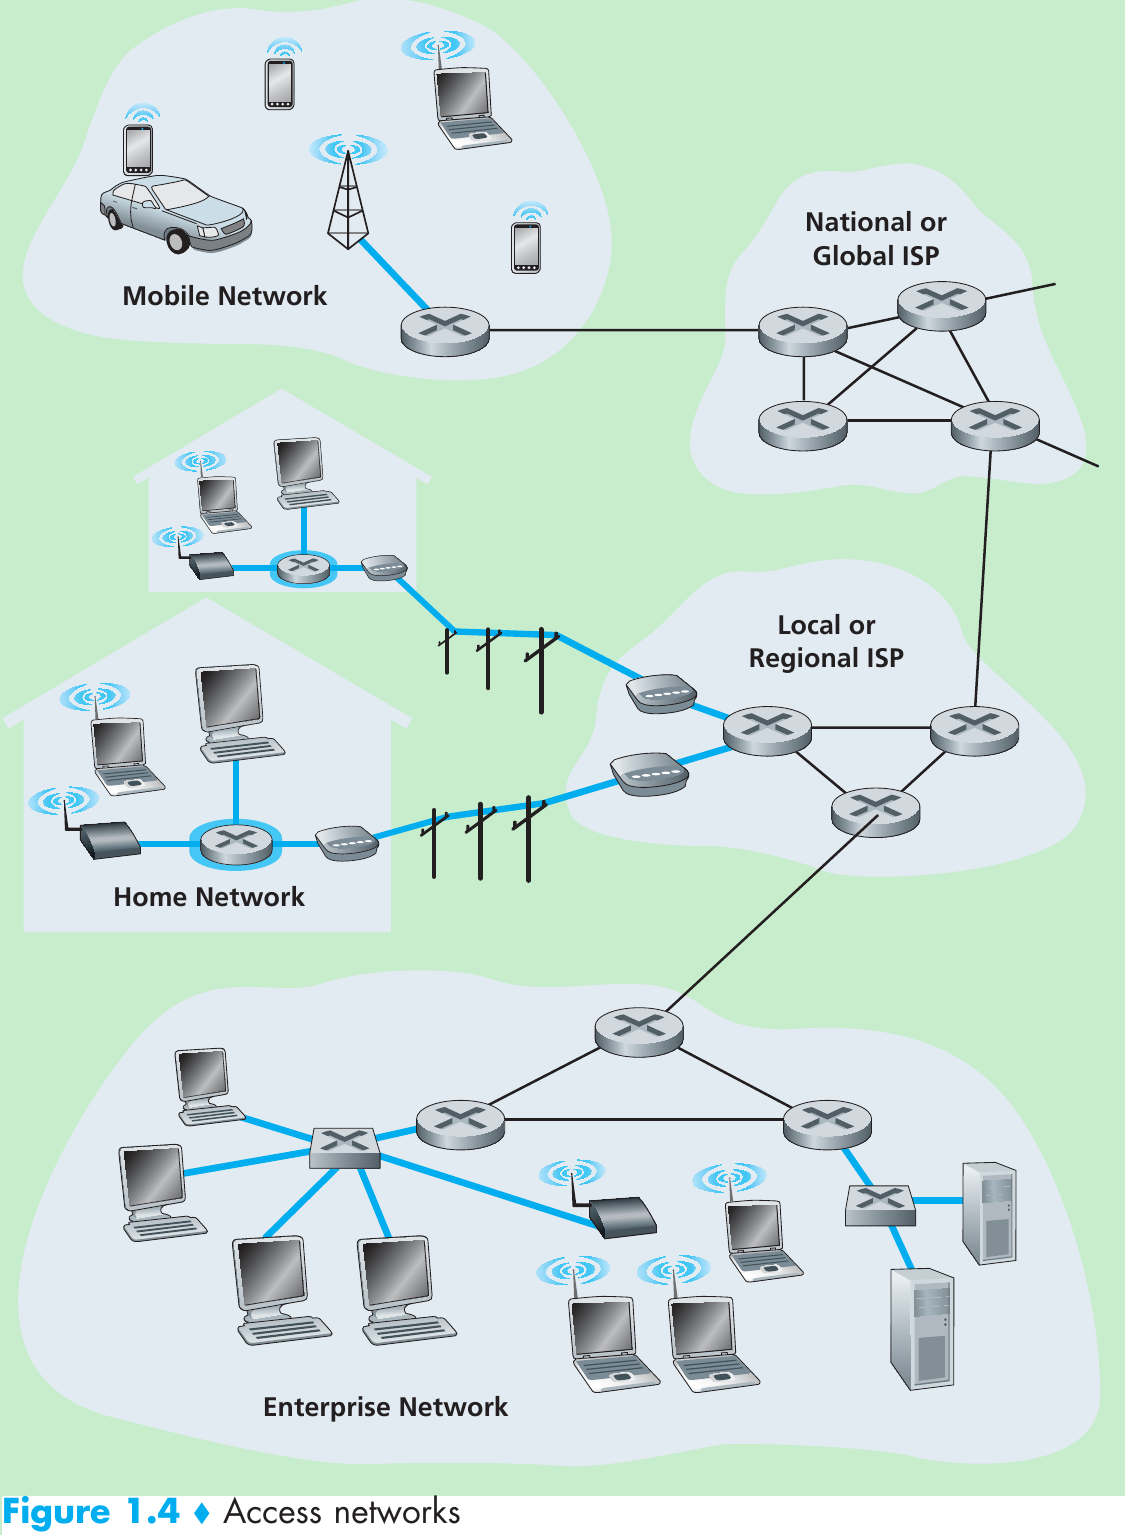 National or
Global ISP
Mobile Network
Local or
Regional ISP
Home Network
Enterprise Network
Figure 1.4 ♦ Access networks